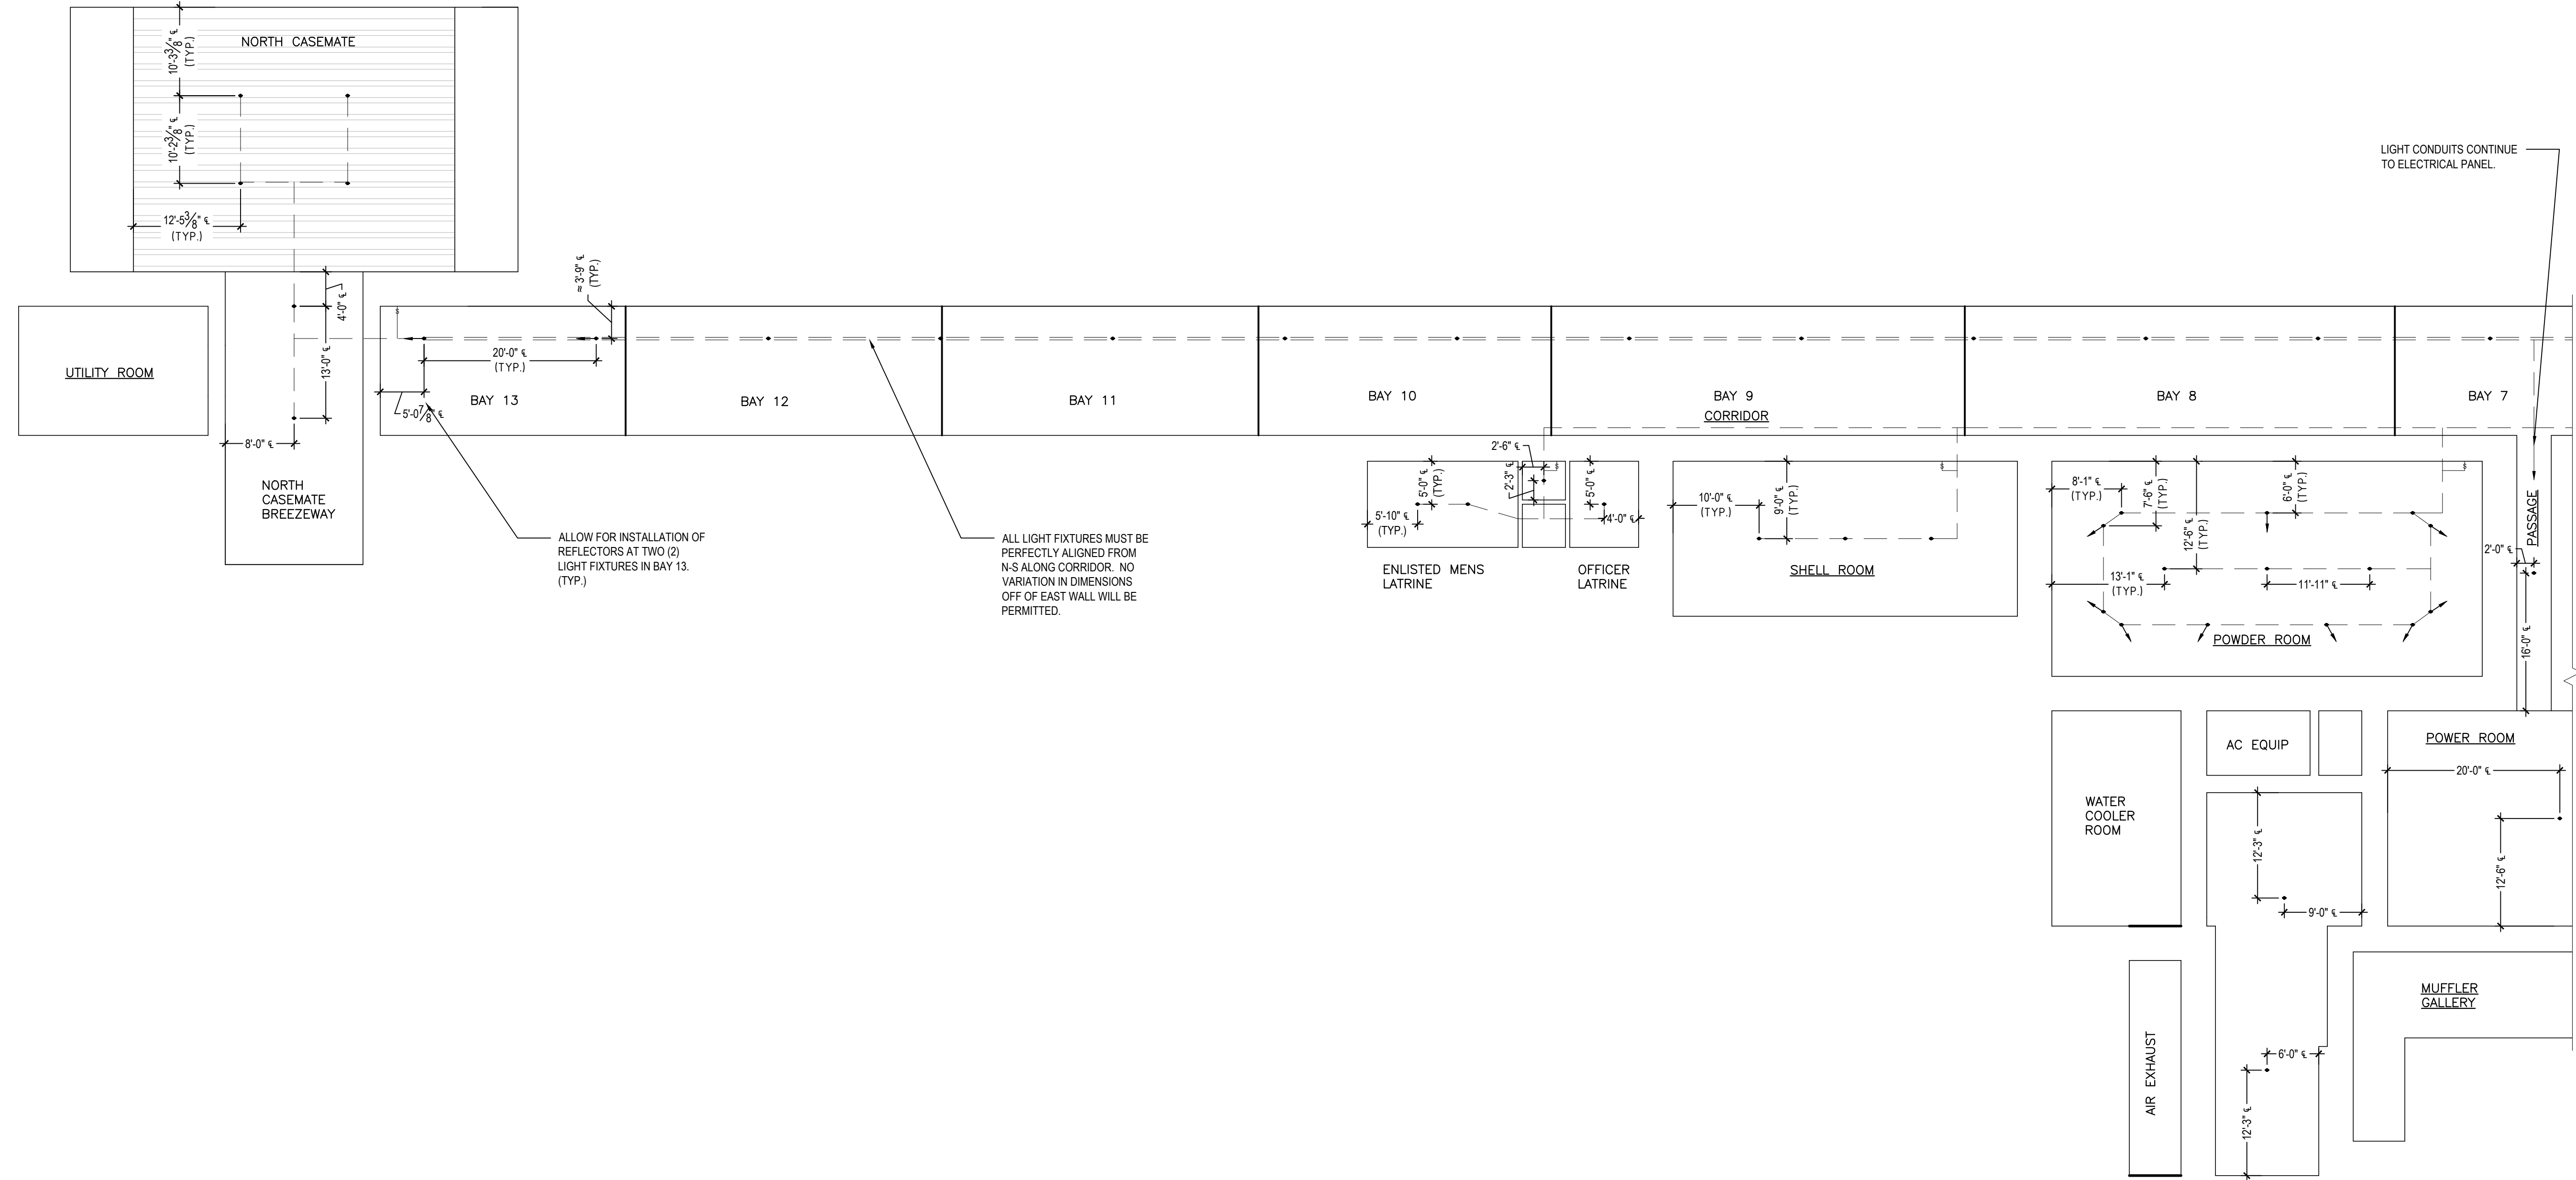 NORTH CASEMATE
10'-3 3/8" ℄
(TYP.)
10'-2 3/8" ℄
(TYP.)
12'-5 3/8" ℄
(TYP.)
4'-0" ℄
13'-0" ℄
8'-0" ℄
UTILITY ROOM
NORTH
CASEMATE
BREEZEWAY
$
≈ 3'-9" ℄
(TYP.)
20'-0" ℄
(TYP.)
5'-0 7/8" ℄
BAY 13
BAY 12
BAY 11
BAY 10
BAY 9
CORRIDOR
BAY 8
BAY 7
LIGHT CONDUITS CONTINUE
TO ELECTRICAL PANEL.
ALLOW FOR INSTALLATION OF
REFLECTORS AT TWO (2)
LIGHT FIXTURES IN BAY 13.
(TYP.)
ALL LIGHT FIXTURES MUST BE
PERFECTLY ALIGNED FROM
N-S ALONG CORRIDOR. NO
VARIATION IN DIMENSIONS
OFF OF EAST WALL WILL BE
PERMITTED.
5'-0" ℄
(TYP.)
5'-10" ℄
(TYP.)
2'-6" ℄
2'-3" ℄
$
5'-0" ℄
4'-0" ℄
ENLISTED MENS
LATRINE
OFFICER
LATRINE
10'-0" ℄
(TYP.)
9'-0" ℄
(TYP.)
$
SHELL ROOM
8'-1" ℄
(TYP.)
7'-6" ℄
(TYP.)
12'-6" ℄
(TYP.)
6'-0" ℄
(TYP.)
$
13'-1" ℄
(TYP.)
11'-11" ℄
POWDER ROOM
PASSAGE
2'-0" ℄
16'-0" ℄
WATER
COOLER
ROOM
AC EQUIP
POWER ROOM
20'-0" ℄
12'-6" ℄
12'-3" ℄
9'-0" ℄
MUFFLER
GALLERY
AIR EXHAUST
6'-0" ℄
12'-3" ℄